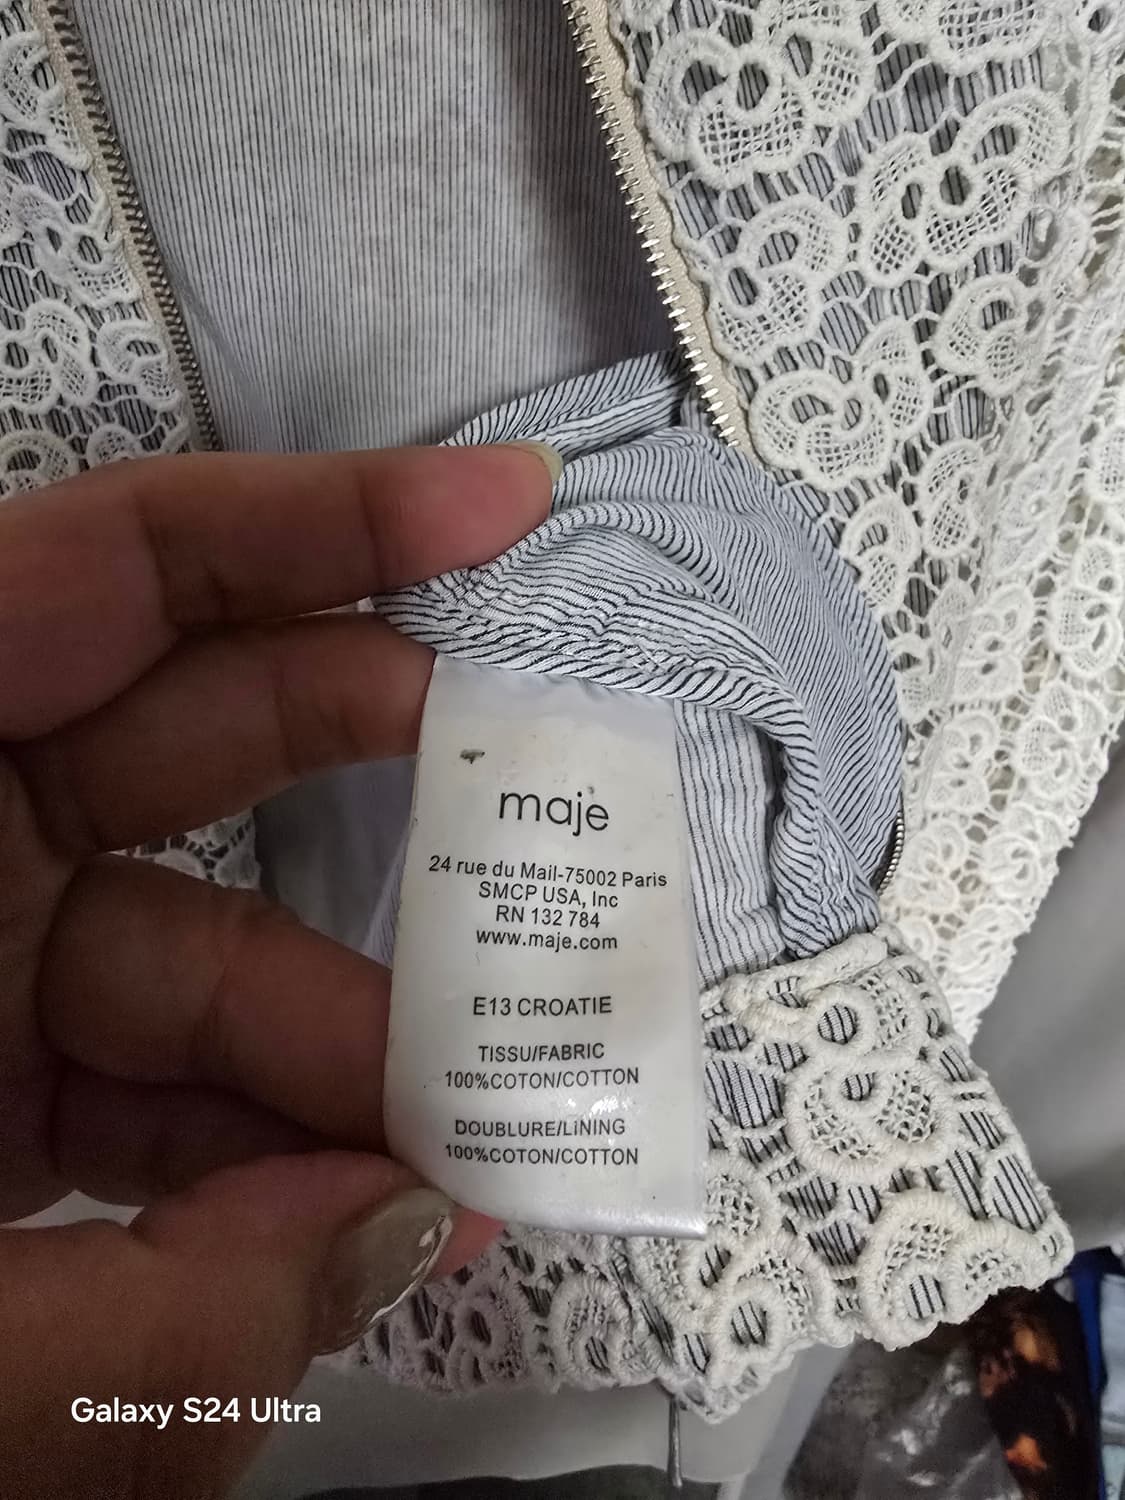 maje
24 rue du Mail-75002 Paris
SMCP USA, Inc
RN 132 784
www.maje.com
E13 CROATIE
TISSU/FABRIC
100%COTON/COTTON
DOUBLURE/LINING
100%COTON/COTTON
Galaxy S24 Ultra